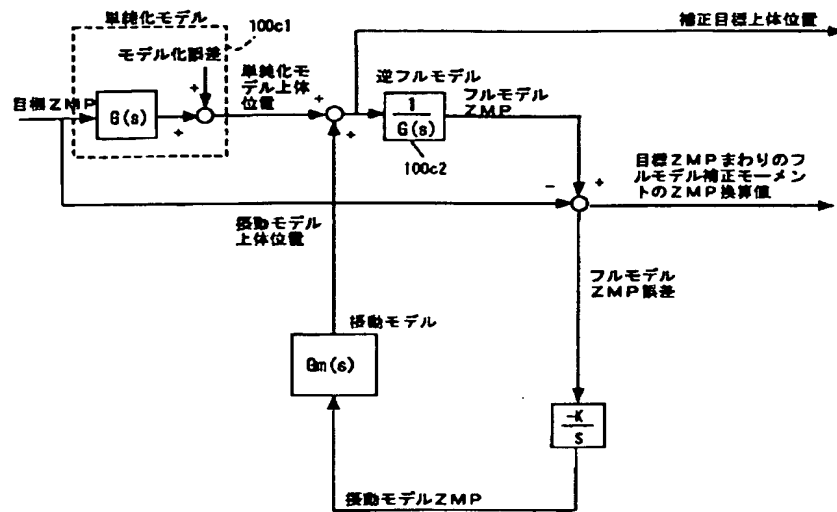 単純化モデル
100c1
補正目標上体位置
モデル化誤差
単純化モ
デル上体
位置
逆フルモデル
フルモデル
ZMP
目標ZMP
G(s)
+
+
+
+
1
G(s)
100c2
-
+
目標ZMPまわりのフ
ルモデル補正モーメン
トのZMP換算値
摂動モデル
上体位置
フルモデル
ZMP誤差
摂動モデル
Gm(s)
-K
S
摂動モデルZMP